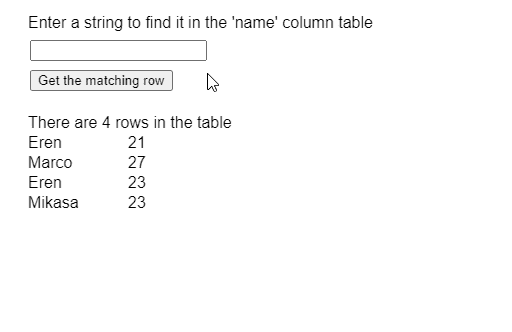 Enter a string to find it in the 'name' column table
Get the matching row
There are 4 rows in the table
Eren 21
Marco 27
Eren 23
Mikasa 23